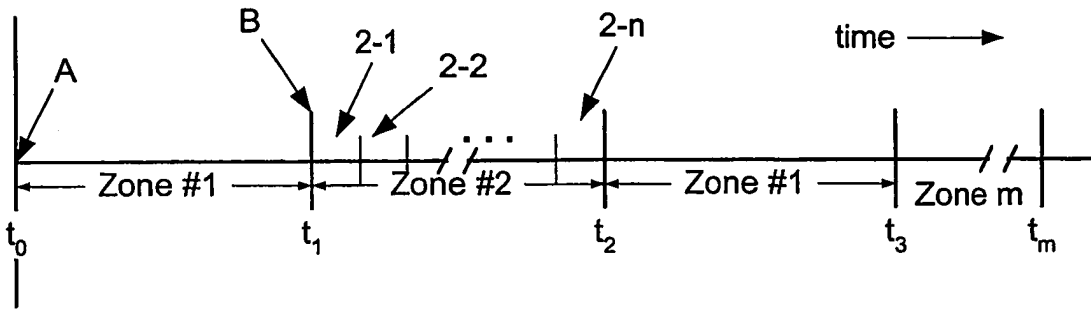 A
B
2-1
2-2
2-n
time
...
Zone #1
Zone #2
Zone #1
Zone m
t0
t1
t2
t3
tm